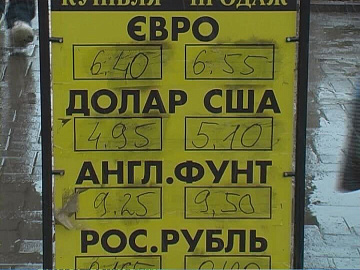 КУПІВЛЯ ПРОДАЖ
ЄВРО
6.40 6.55
ДОЛАР США
4.95 5.10
АНГЛ.ФУНТ
9.25 9,50
РОС.РУБЛЬ